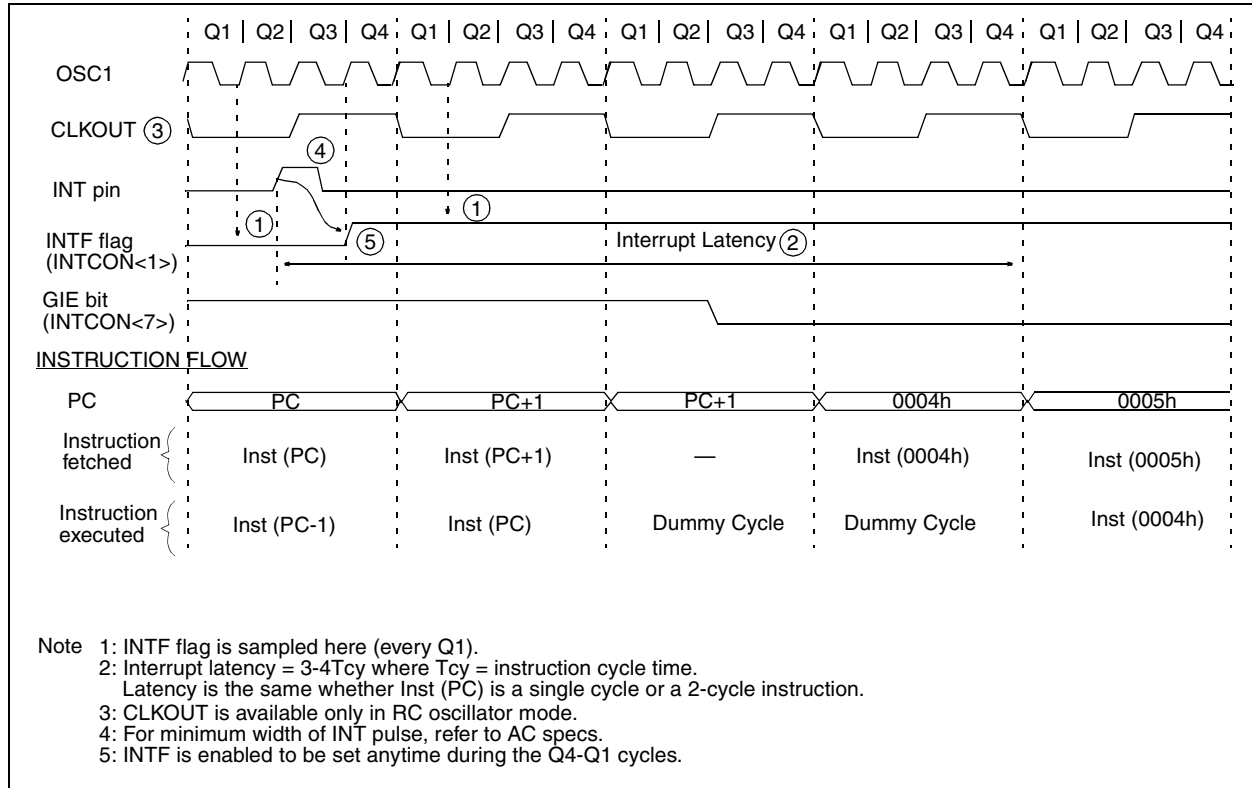 Q1 | Q2 | Q3 | Q4 Q1 | Q2 | Q3 | Q4 Q1 | Q2 | Q3 | Q4 Q1 | Q2 | Q3 | Q4 Q1 | Q2 | Q3 | Q4
OSC1
CLKOUT ③
④
INT pin
① ①
INTF flag
(INTCON<1>)
⑤ Interrupt Latency ②
GIE bit
(INTCON<7>)
INSTRUCTION FLOW
PC PC PC+1 PC+1 0004h 0005h
Instruction
fetched
Inst (PC) Inst (PC+1) — Inst (0004h) Inst (0005h)
Instruction
executed
Inst (PC-1) Inst (PC) Dummy Cycle Dummy Cycle Inst (0004h)
Note 1: INTF flag is sampled here (every Q1).
2: Interrupt latency = 3-4Tcy where Tcy = instruction cycle time.
Latency is the same whether Inst (PC) is a single cycle or a 2-cycle instruction.
3: CLKOUT is available only in RC oscillator mode.
4: For minimum width of INT pulse, refer to AC specs.
5: INTF is enabled to be set anytime during the Q4-Q1 cycles.